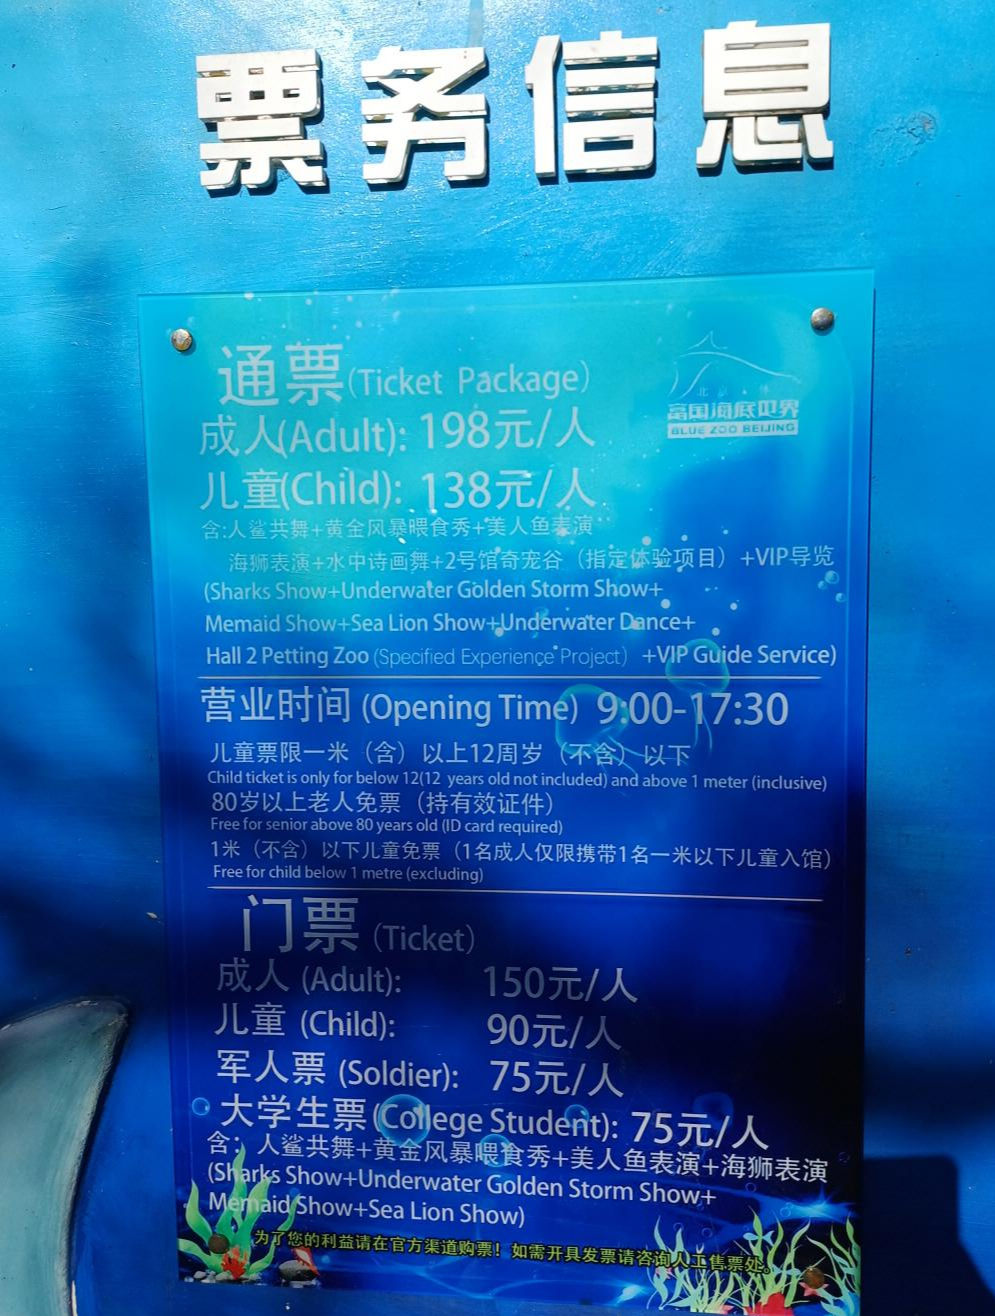 票务信息
通票(Ticket Package)
北京
富国海底世界
BLUE ZOO BEIJING
成人(Adult): 198元/人
儿童(Child): 138元/人
含:人鲨共舞+黄金风暴喂食秀+美人鱼表演
海狮表演+水中诗画舞+2号馆奇宠谷（指定体验项目）+VIP导览
(Sharks Show+Underwater Golden Storm Show+
Memaid Show+Sea Lion Show+Underwater Dance+
Hall 2 Petting Zoo (Specified Experience Project) +VIP Guide Service)
营业时间 (Opening Time) 9:00-17:30
儿童票限一米（含）以上12周岁（不含）以下
Child ticket is only for below 12(12 years old not included) and above 1 meter (inclusive)
80岁以上老人免票（持有效证件）
Free for senior above 80 years old (ID card required)
1米（不含）以下儿童免票（1名成人仅限携带1名一米以下儿童入馆）
Free for child below 1 metre (excluding)
门票 (Ticket)
成人 (Adult): 150元/人
儿童 (Child): 90元/人
军人票 (Soldier): 75元/人
大学生票 (College Student): 75元/人
含：人鲨共舞+黄金风暴喂食秀+美人鱼表演+海狮表演
(Sharks Show+Underwater Golden Storm Show+
Memaid Show+Sea Lion Show)
为了您的利益请在官方渠道购票！如需开具发票请咨询人工售票处。